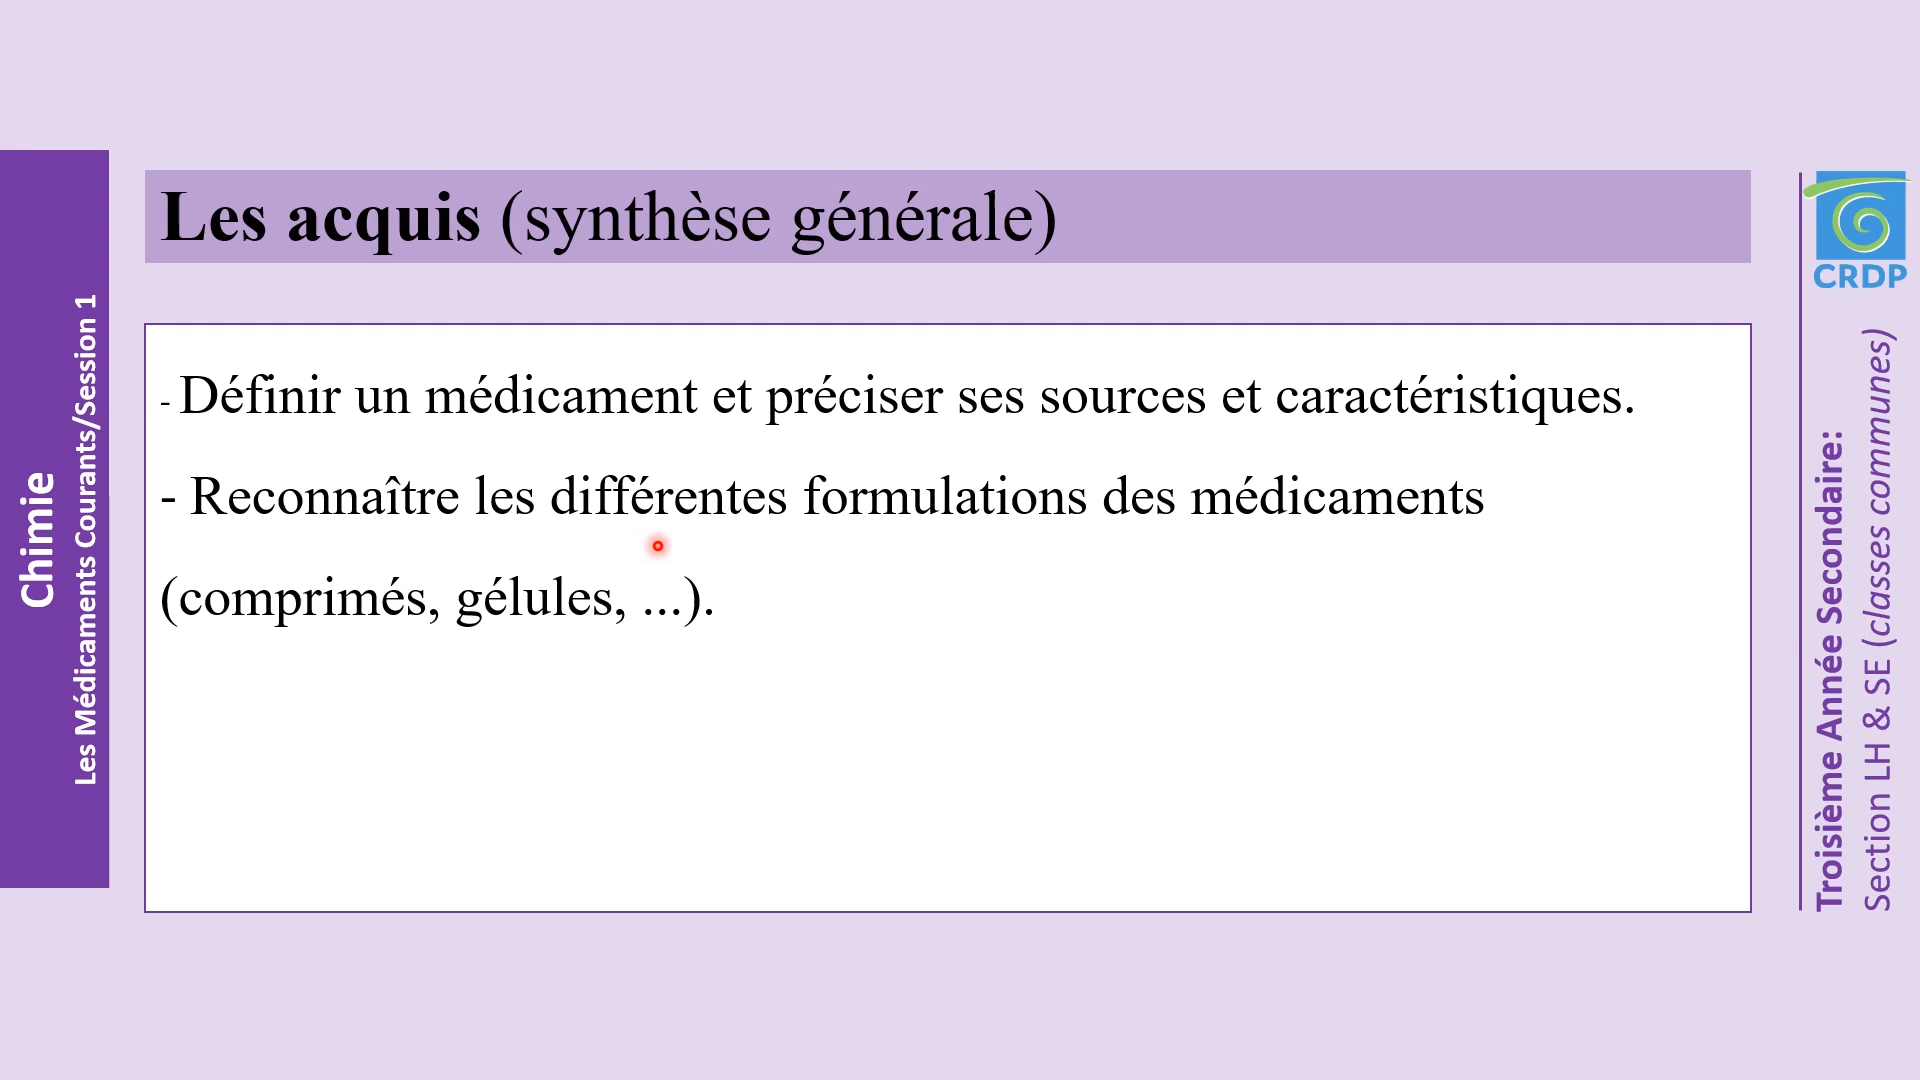 Chimie
Les Médicaments Courants/Session 1
Les acquis (synthèse générale)
- Définir un médicament et préciser ses sources et caractéristiques.
- Reconnaître les différentes formulations des médicaments
(comprimés, gélules, ...).
CRDP
Troisième Année Secondaire:
Section LH & SE (classes communes)